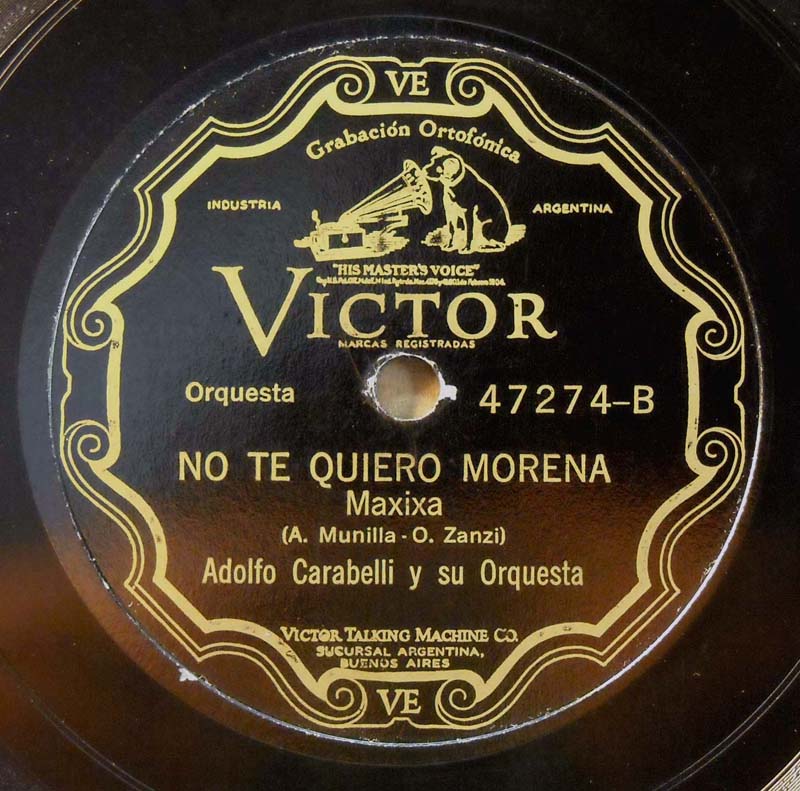 VE
Grabación Ortofónica
INDUSTRIA ARGENTINA
"HIS MASTER'S VOICE"
VICTOR
MARCAS REGISTRADAS
Orquesta 47274-B
NO TE QUIERO MORENA
Maxixa
(A. Munilla - O. Zanzi)
Adolfo Carabelli y su Orquesta
VICTOR TALKING MACHINE CO.
SUCURSAL ARGENTINA,
BUENOS AIRES
VE